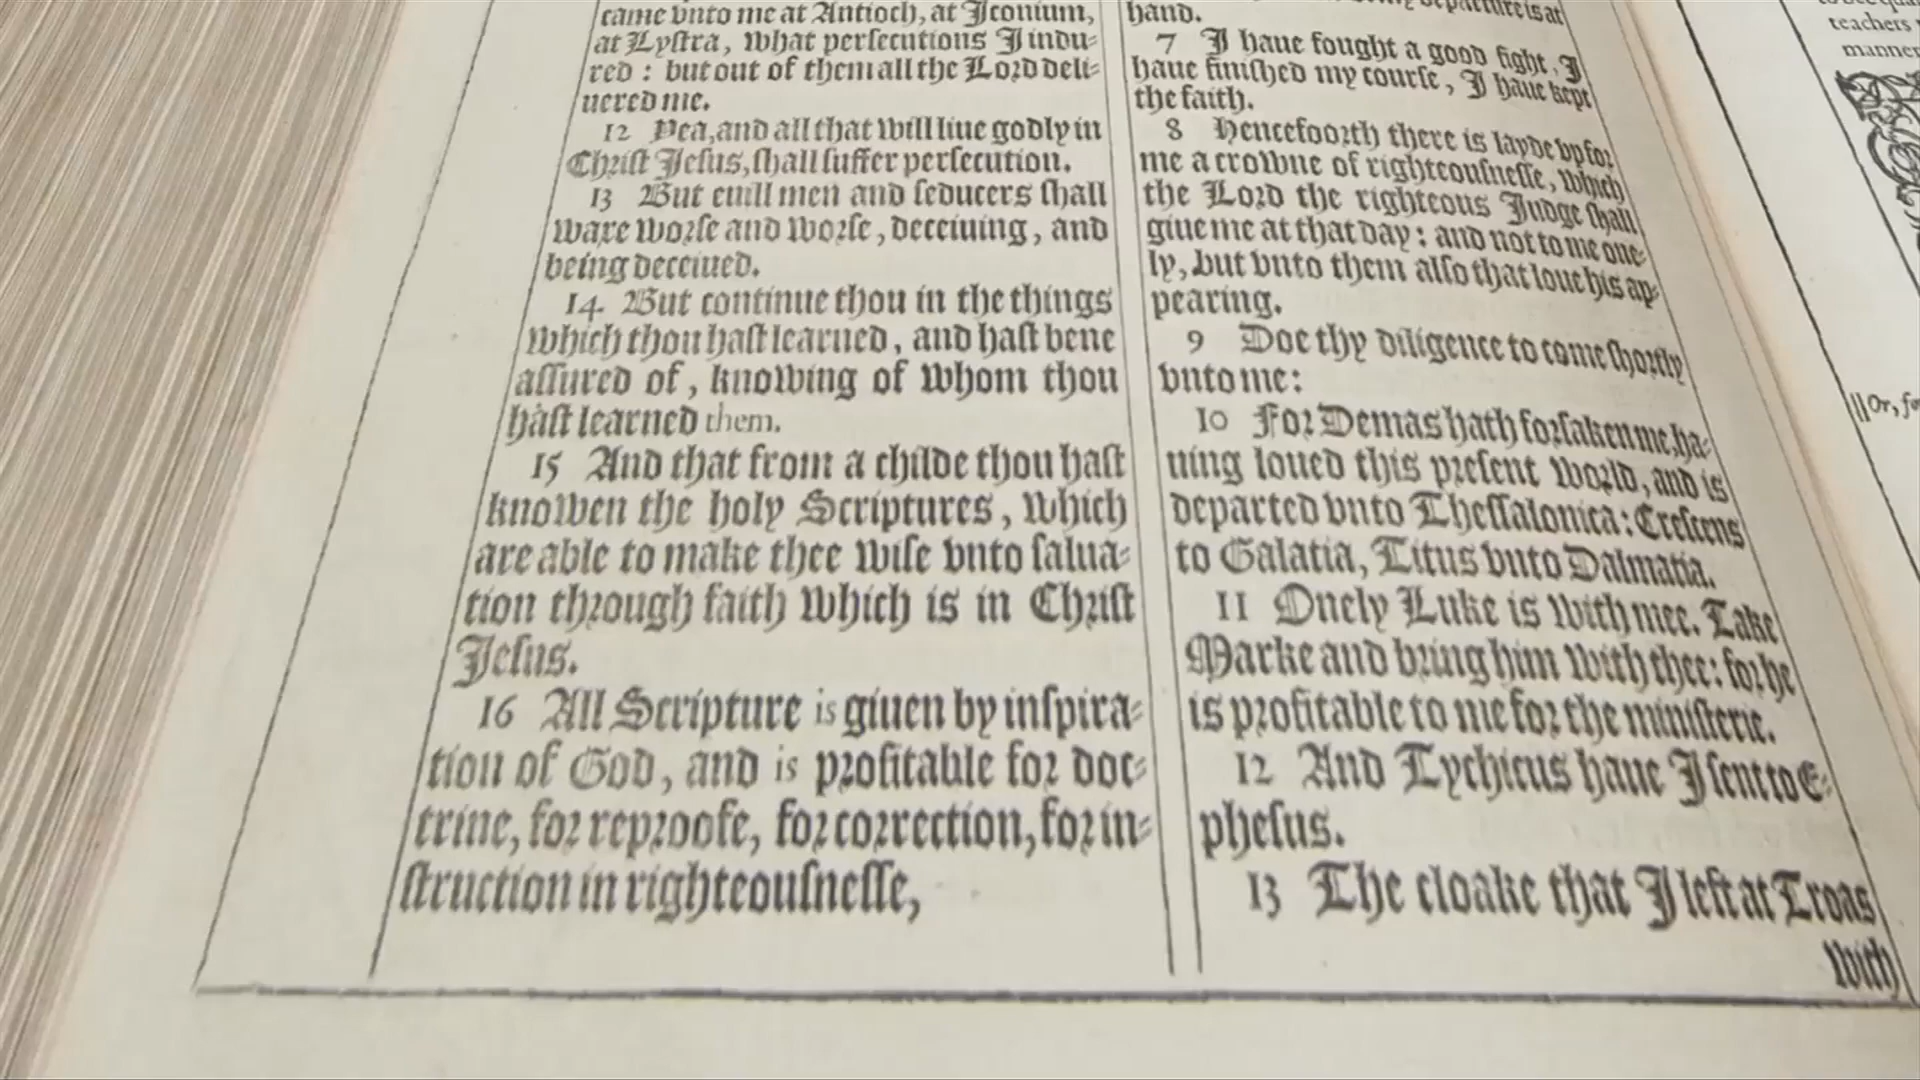 came vnto me at Antioch, at Iconium,
at Lyſtra, what perſecutions I indu-
red : but out of them all the Lord deli-
uered me.
12 Yea, and all that will liue godly in
Chriſt Jeſus, ſhall ſuffer perſecution.
13 But euill men and ſeducers ſhall
waxe worſe and worſe, deceiuing, and
being deceiued.
14 But continue thou in the things
which thou haſt learned, and haſt bene
aſſured of, knowing of whom thou
haſt learned them.
15 And that from a childe thou haſt
knowen the holy Scriptures, which
are able to make thee wiſe vnto ſalua-
tion through faith which is in Chriſt
Jeſus.
16 All Scripture is giuen by inſpira-
tion of God, and is profitable for doc-
trine, for reproofe, for correction, for in-
ſtruction in righteouſneſſe,
departure is at
hand.
7 I haue fought a good fight, I
haue finiſhed my courſe, I haue kept
the faith.
8 Hencefoorth there is layde vp for
me a crowne of righteouſneſſe, which
the Lord the righteous Judge ſhall
giue me at that day : and not to me one-
ly, but vnto them alſo that loue his ap-
pearing.
9 Doe thy diligence to come ſhortly
vnto me :
10 For Demas hath forſaken me, ha-
uing loued this preſent world, and is
departed vnto Theſſalonica : Creſcens
to Galatia, Titus vnto Dalmatia.
11 Onely Luke is with mee. Take
Marke and bring him with thee : for he
is profitable to me for the miniſterie.
12 And Tychicus haue I ſent to E-
pheſus.
13 The cloake that I left at Troas
with
teachers
manner
||Or,